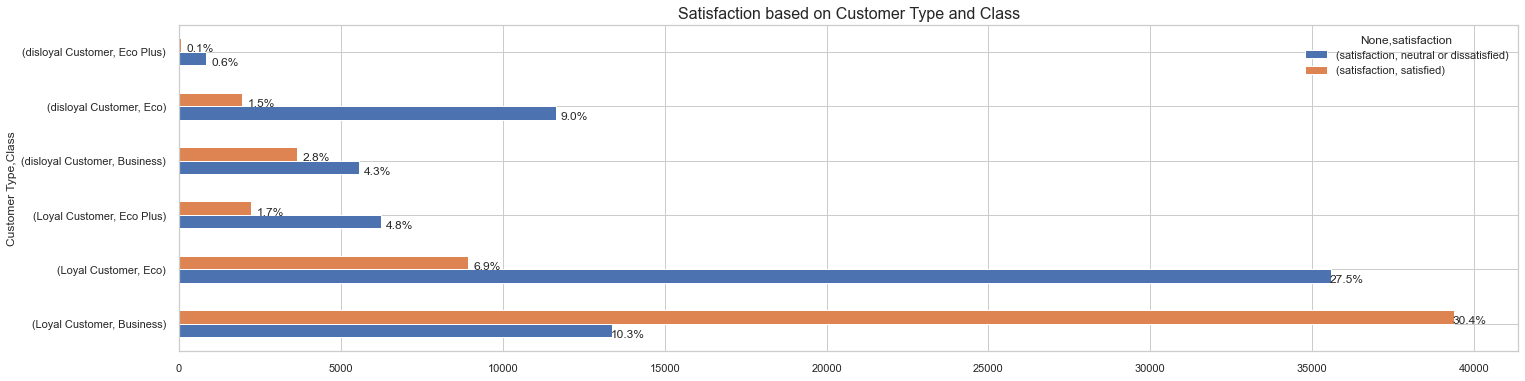 Satisfaction based on Customer Type and Class
None,satisfaction
(satisfaction, neutral or dissatisfied)
(satisfaction, satisfied)
Customer Type,Class
(disloyal Customer, Eco Plus)
0.1%
0.6%
(disloyal Customer, Eco)
1.5%
9.0%
(disloyal Customer, Business)
2.8%
4.3%
(Loyal Customer, Eco Plus)
1.7%
4.8%
(Loyal Customer, Eco)
6.9%
27.5%
(Loyal Customer, Business)
30.4%
10.3%
0 5000 10000 15000 20000 25000 30000 35000 40000